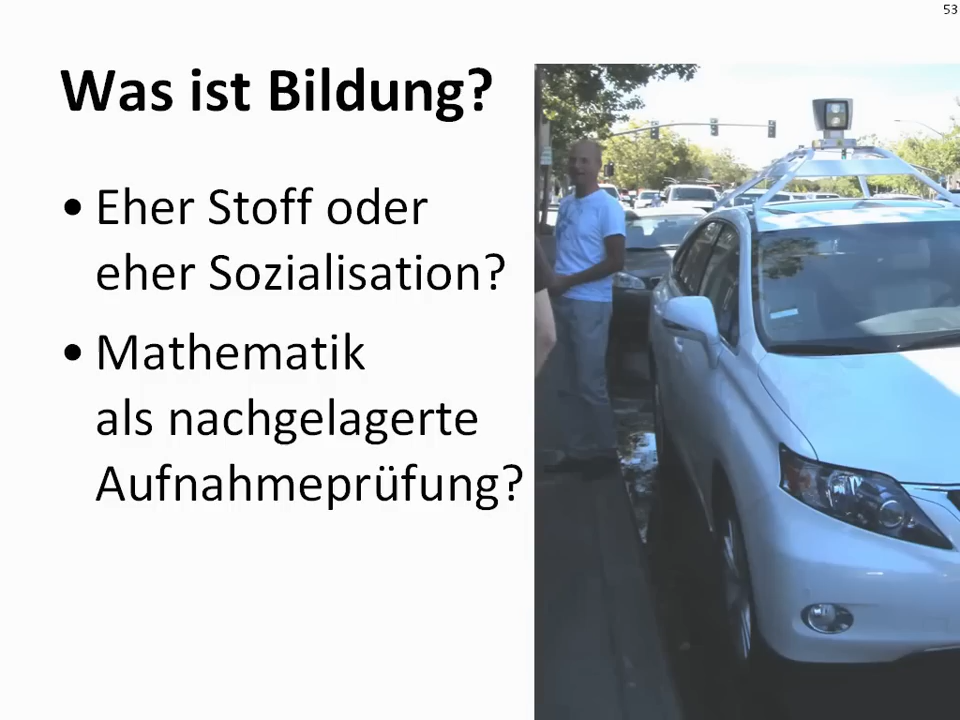 53
Was ist Bildung?
• Eher Stoff oder
eher Sozialisation?
• Mathematik
als nachgelagerte
Aufnahmeprüfung?